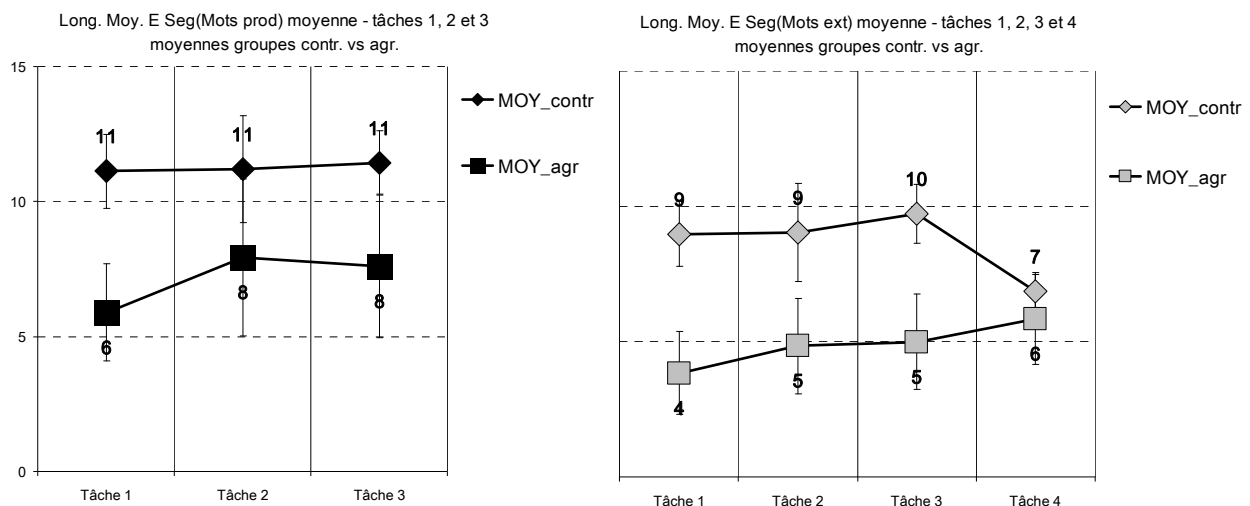 Long. Moy. E Seg(Mots prod) moyenne - tâches 1, 2 et 3
moyennes groupes contr. vs agr.
15
10
5
0
11
11
11
6
8
8
Tâche 1
Tâche 2
Tâche 3
MOY_contr
MOY_agr
Long. Moy. E Seg(Mots ext) moyenne - tâches 1, 2, 3 et 4
moyennes groupes contr. vs agr.
9
9
10
7
4
5
5
6
Tâche 1
Tâche 2
Tâche 3
Tâche 4
MOY_contr
MOY_agr